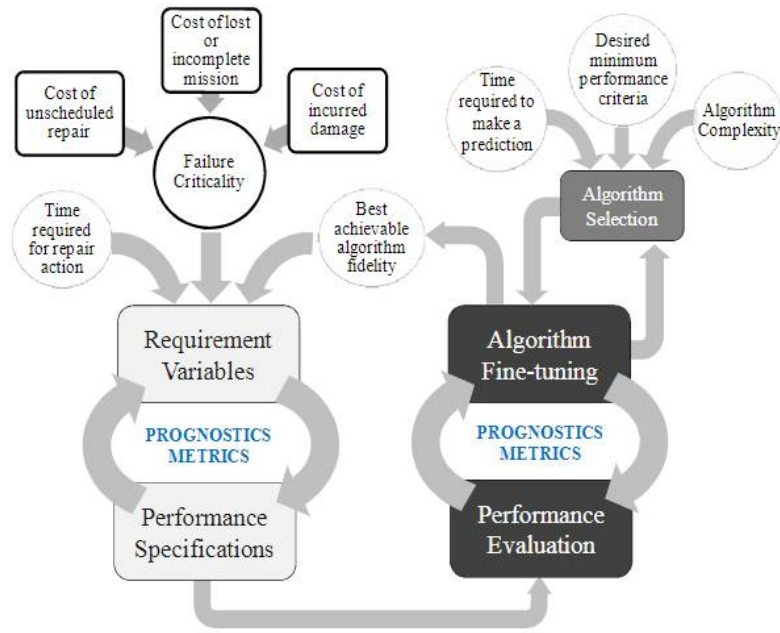 Cost of lost
or
incomplete
mission
Cost of
unscheduled
repair
Cost of
incurred
damage
Failure
Criticality
Time
required
for repair
action
Best
achievable
algorithm
fidelity
Requirement
Variables
PROGNOSTICS
METRICS
Performance
Specifications
Desired
minimum
performance
criteria
Time
required to
make a
prediction
Algorithm
Complexity
Algorithm
Selection
Algorithm
Fine-tuning
PROGNOSTICS
METRICS
Performance
Evaluation